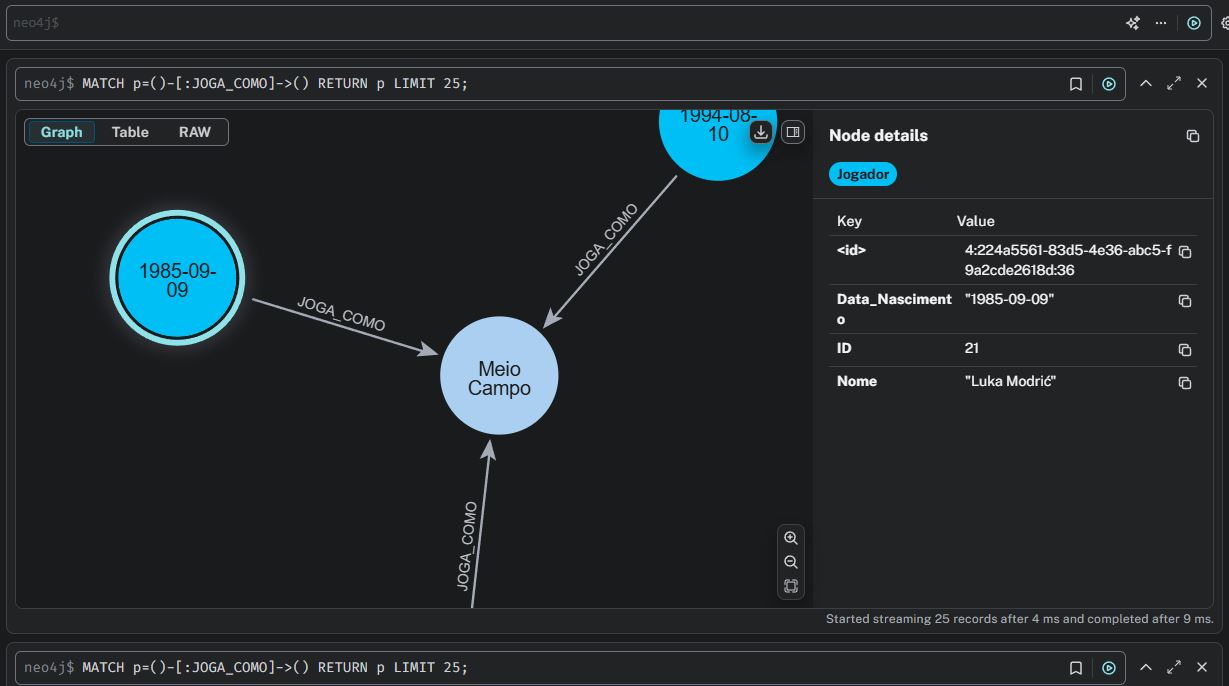 neo4j$
neo4j$ MATCH p=()-[:JOGA_COMO]->() RETURN p LIMIT 25;
Graph Table RAW
1994-08-
10
Node details
Jogador
Key Value
<id> 4:224a5561-83d5-4e36-abc5-f
9a2cde2618d:36
Data_Nasciment "1985-09-09"
o
ID 21
Nome "Luka Modrić"
JOGA_COMO
1985-09-
09
JOGA_COMO
Meio
Campo
JOGA_COMO
Started streaming 25 records after 4 ms and completed after 9 ms.
neo4j$ MATCH p=()-[:JOGA_COMO]->() RETURN p LIMIT 25;